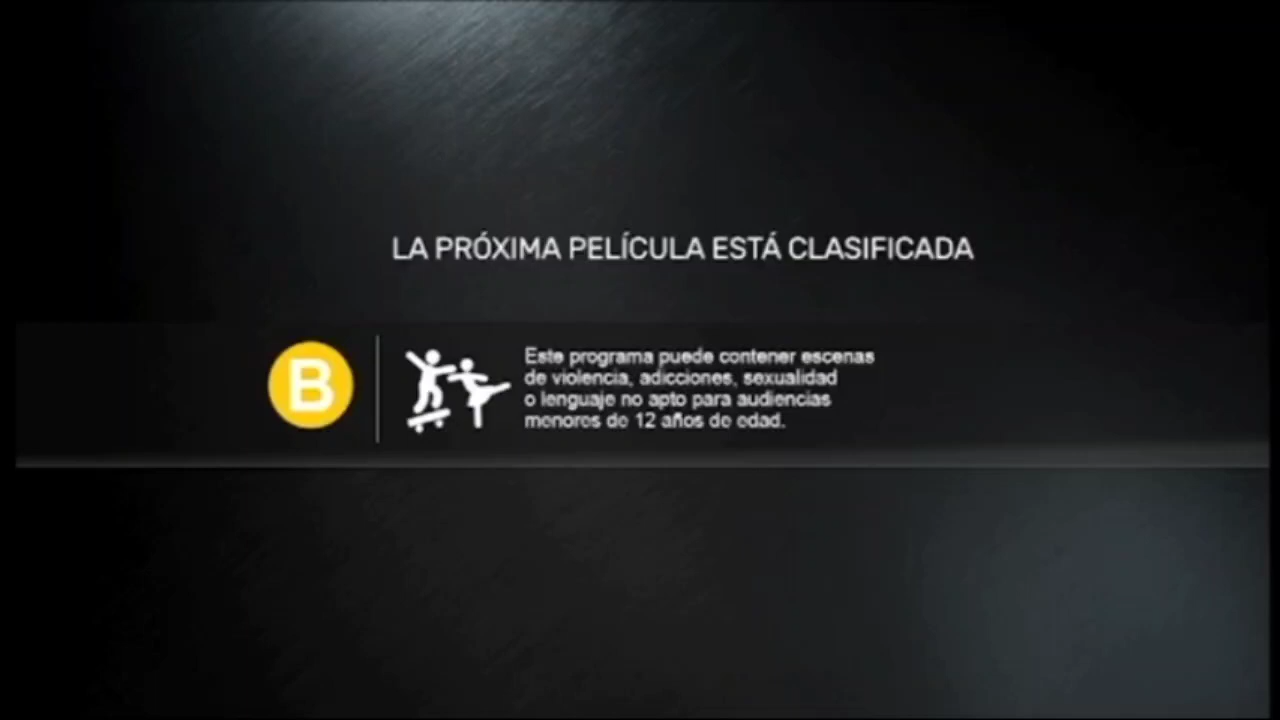 LA PRÓXIMA PELÍCULA ESTÁ CLASIFICADA
B
Este programa puede contener escenas
de violencia, adicciones, sexualidad
o lenguaje no apto para audiencias
menores de 12 años de edad.